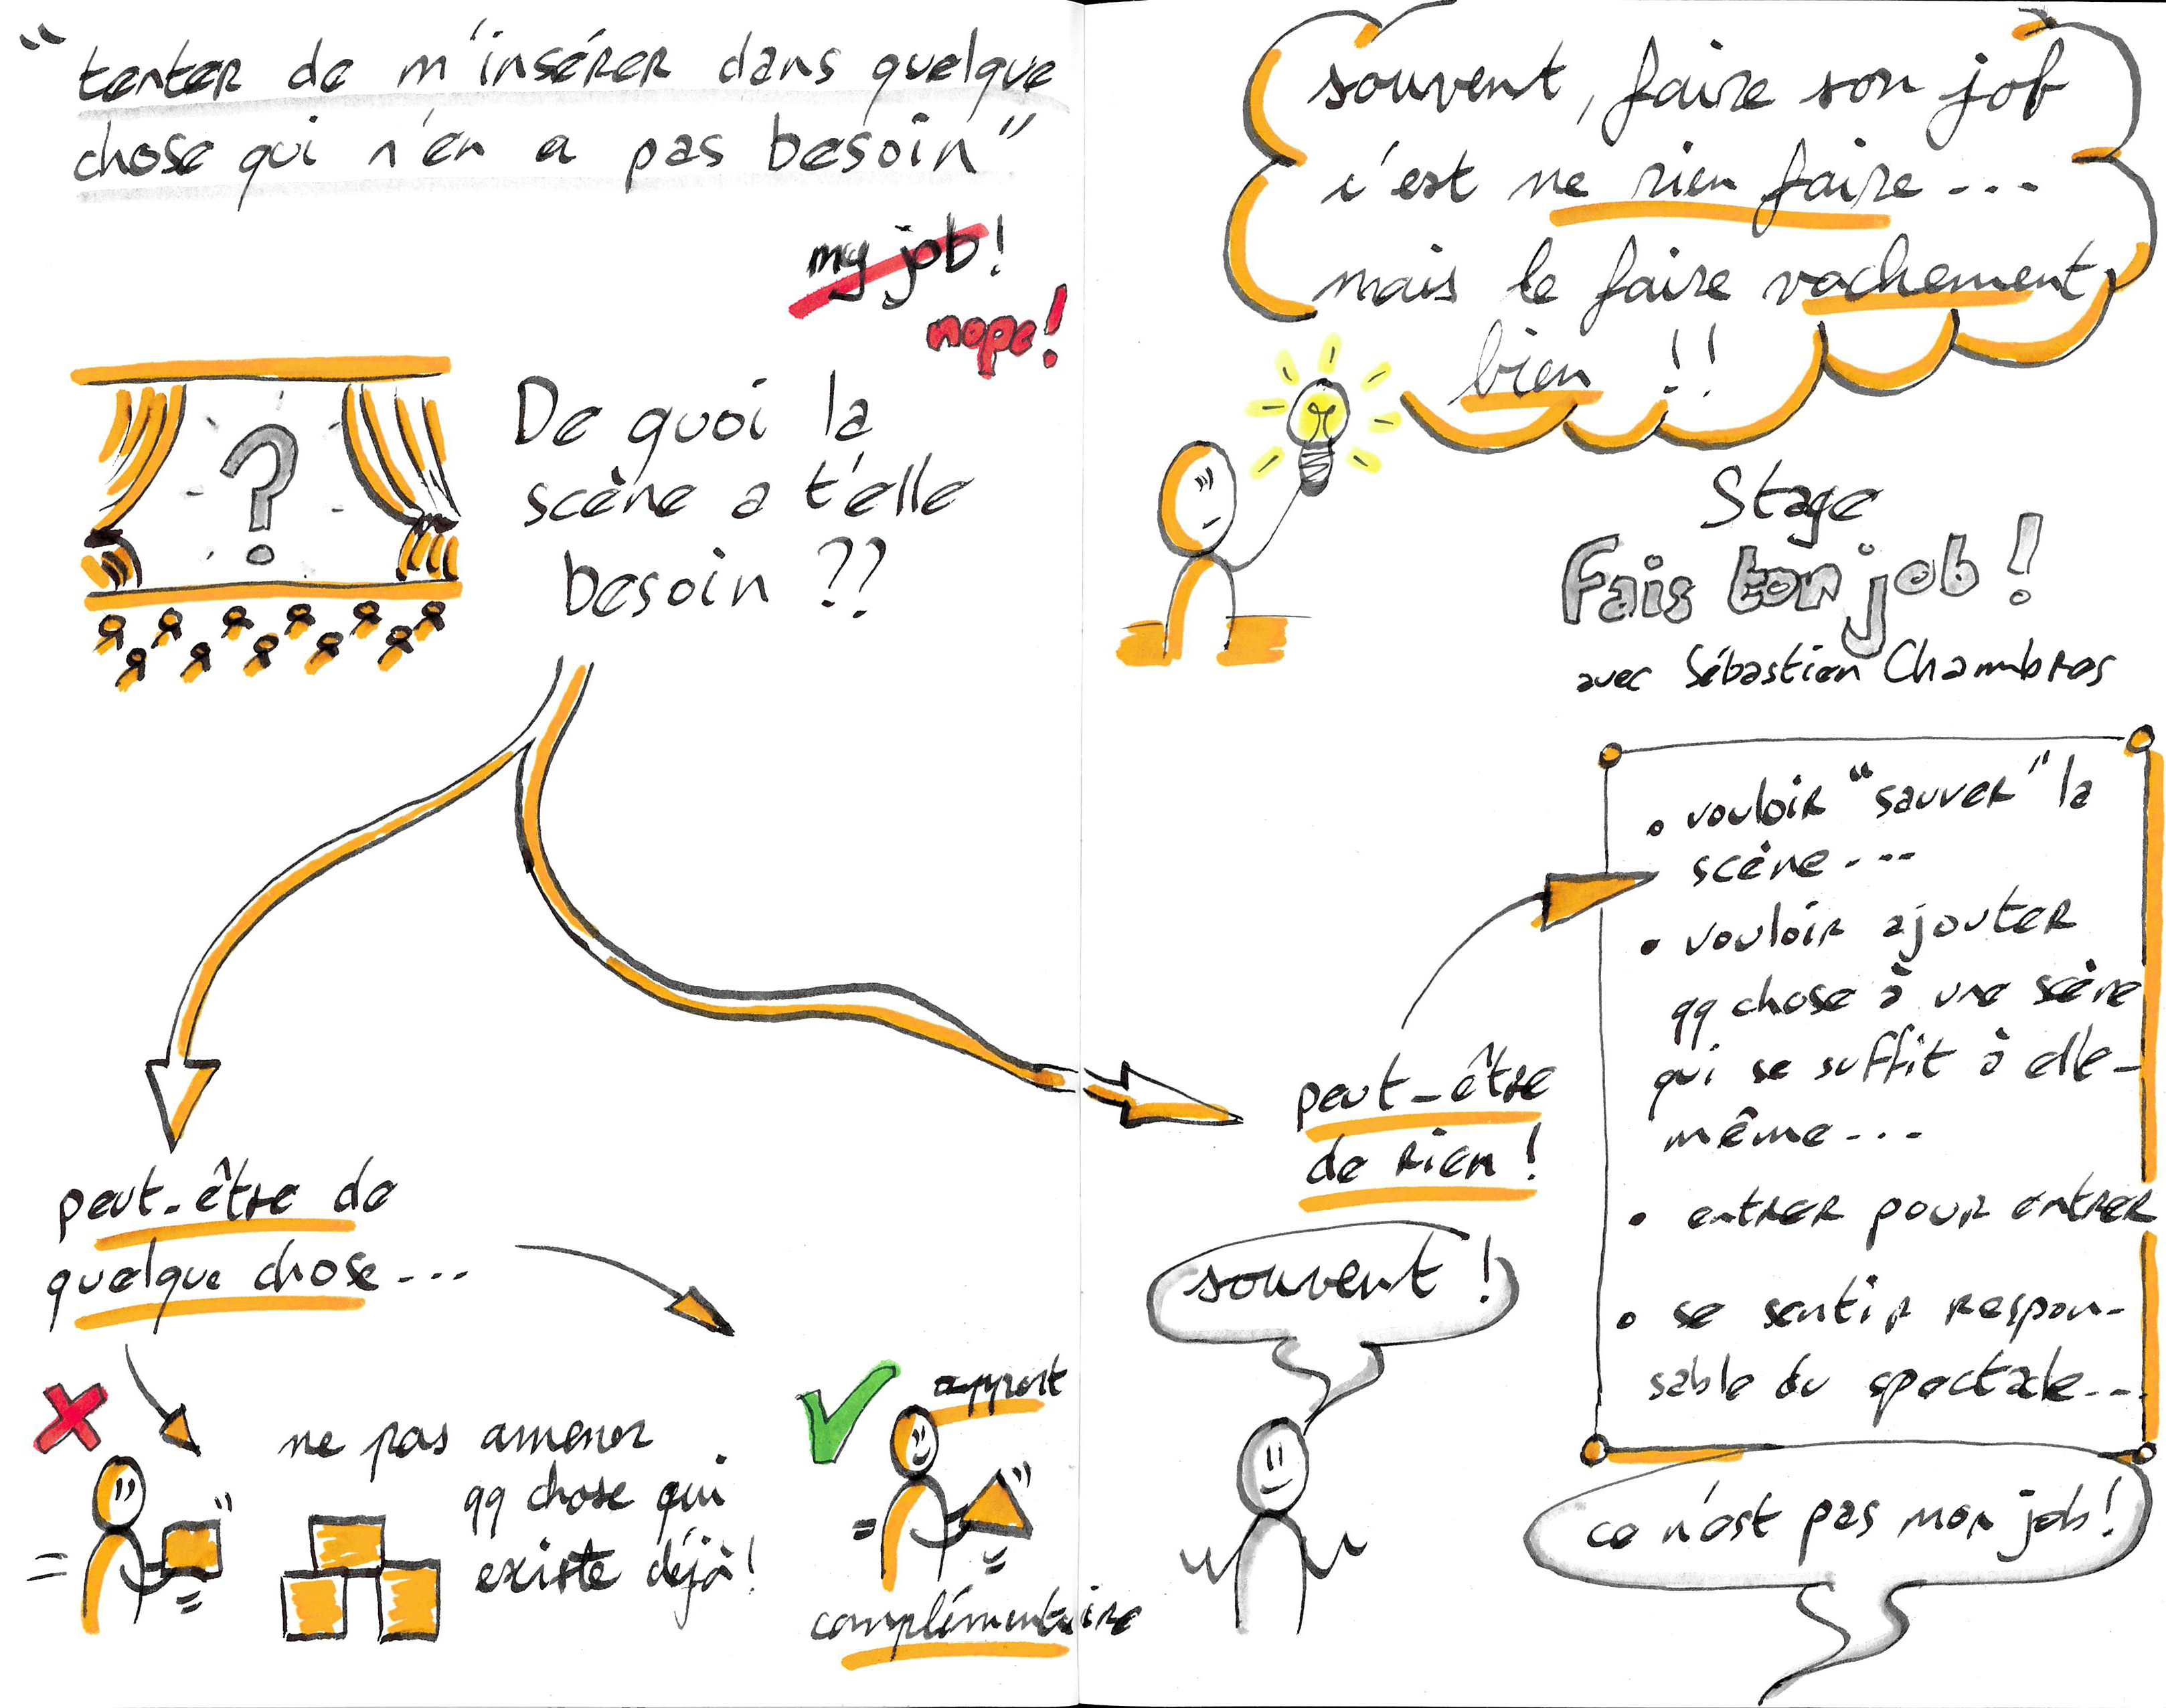 “tenter de m'insérer dans quelque
chose qui n'en a pas besoin”
my job!
nope!
De quoi la
scène a t'elle
besoin ??
peut-être de
quelque chose...
ne pas amener
qq chose qui
existe déjà!
apport
complémentaire
souvent, faire son job
c'est ne rien faire...
mais le faire vachement
bien !!
Stage
Fais ton job !
avec Sébastien Chambres
peut-être
de rien !
souvent !
• vouloir “sauver” la
scène...
• vouloir ajouter
qq chose à une scène
qui se suffit à elle-
même...
• entrer pour entrer
• se sentir respon-
sable du spectacle...
ce n'est pas mon job!